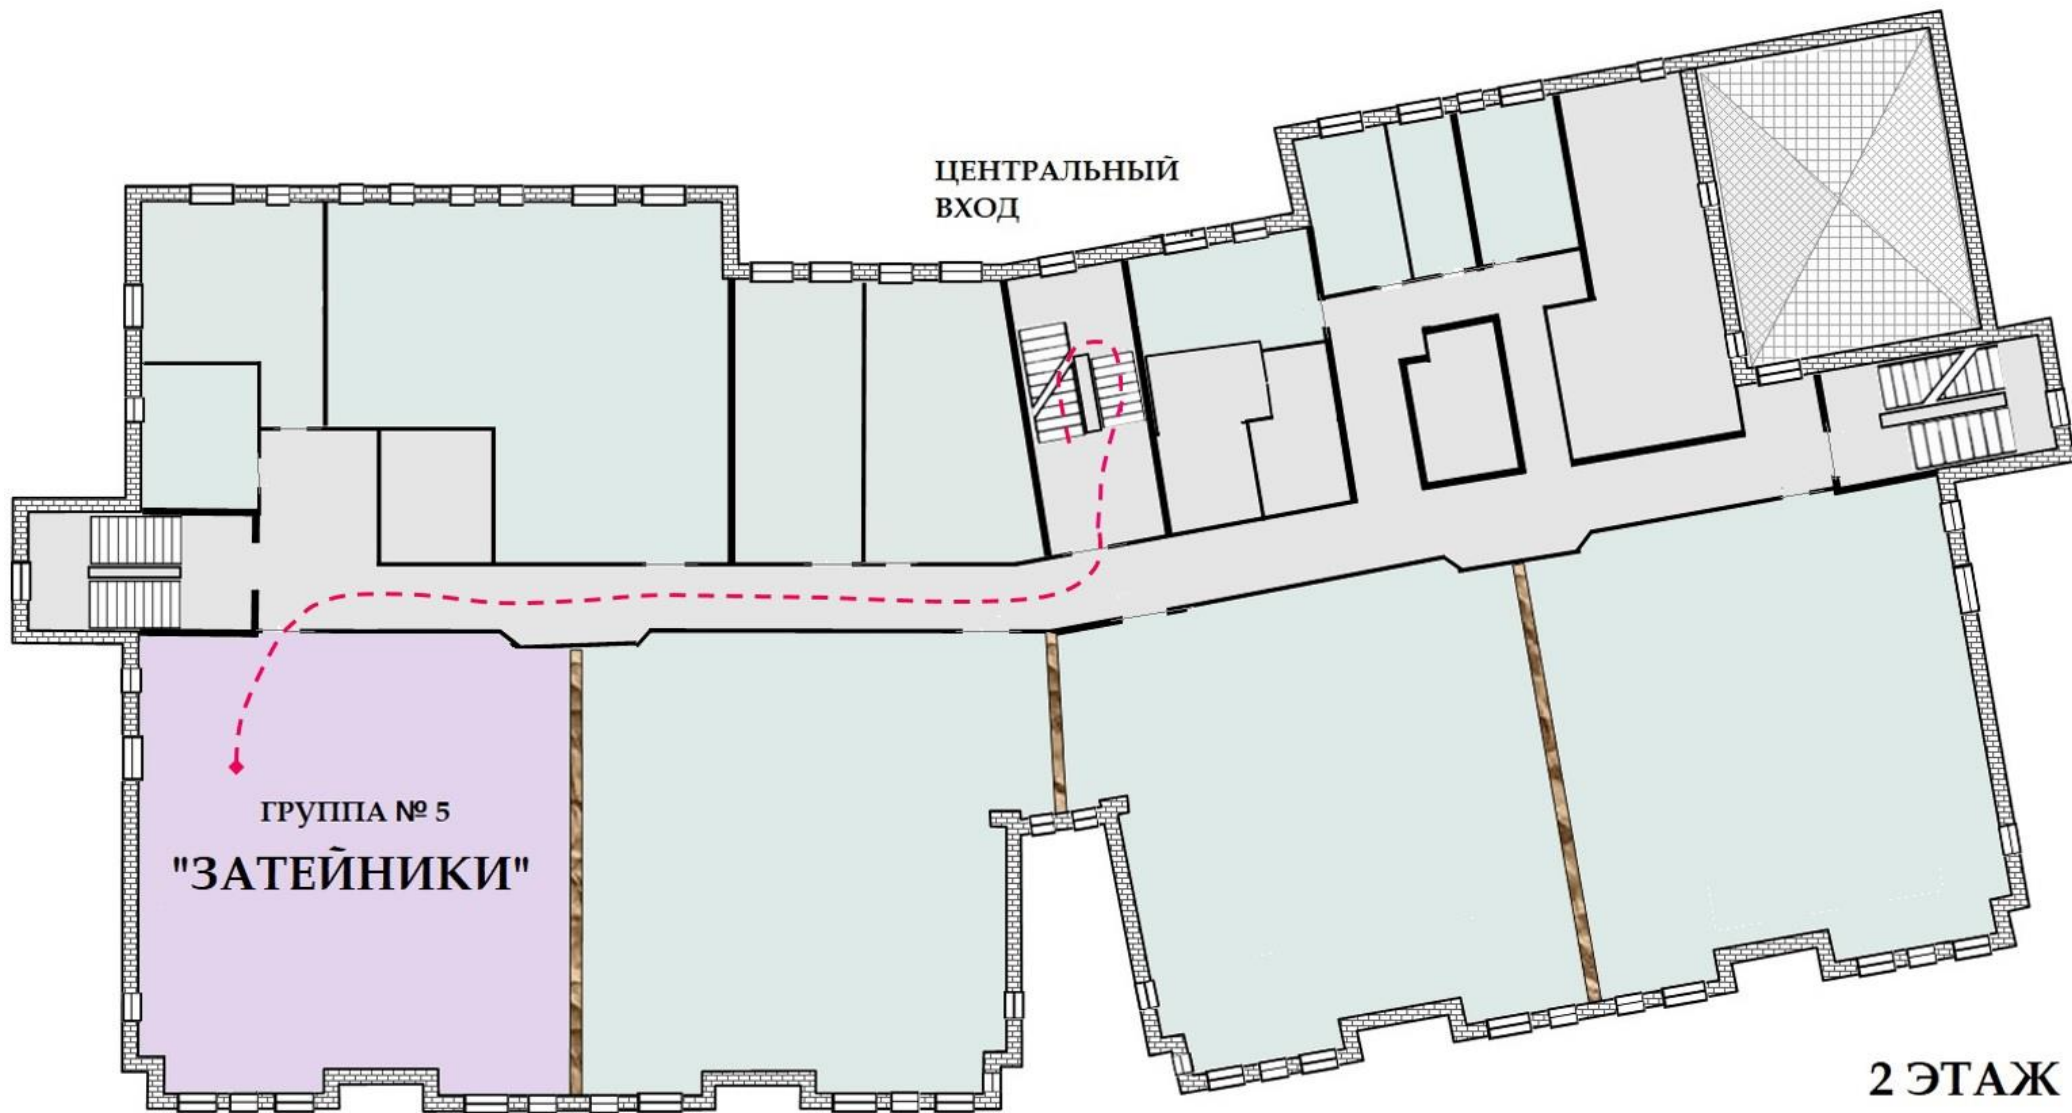 ЦЕНТРАЛЬНЫЙ
ВХОД
ГРУППА № 5
"ЗАТЕЙНИКИ"
2 ЭТАЖ